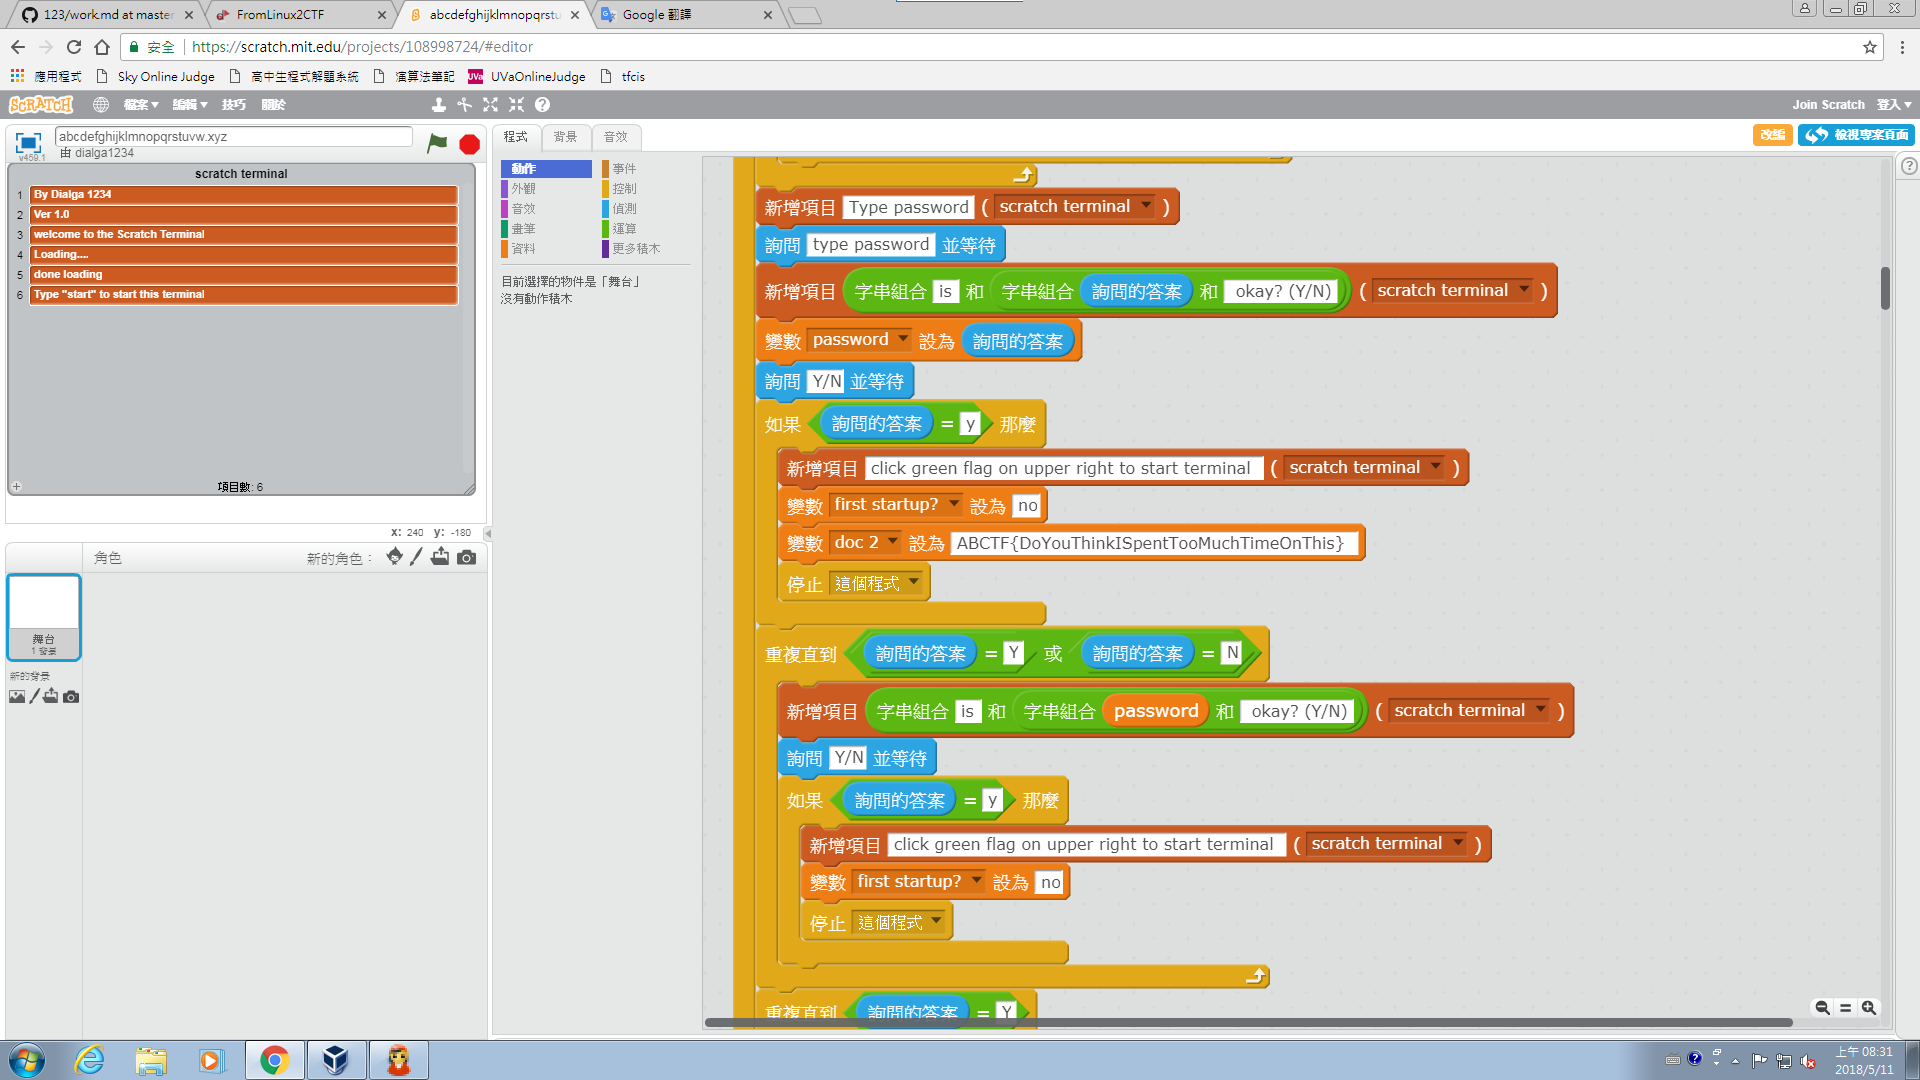 123/work.md at master
FromLinux2CTF
abcdefghijklmnopqrstu
Google 翻譯
安全
https://scratch.mit.edu/projects/108998724/#editor
應用程式
Sky Online Judge
高中生程式解題系統
演算法筆記
UVa
UVaOnlineJudge
tfcis
SCRATCH
檔案
編輯
技巧
關於
Join Scratch
登入
abcdefghijklmnopqrstuvw.xyz
由 dialga1234
v459.1
程式
背景
音效
改編
檢視專案頁面
scratch terminal
1 By Dialga 1234
2 Ver 1.0
3 welcome to the Scratch Terminal
4 Loading....
5 done loading
6 Type "start" to start this terminal
項目數: 6
x: 240 y: -180
動作
外觀
音效
畫筆
資料
事件
控制
偵測
運算
更多積木
目前選擇的物件是「舞台」
沒有動作積木
角色
新的角色：
舞台
1 背景
新的背景
新增項目 Type password ( scratch terminal )
詢問 type password 並等待
新增項目 字串組合 is 和 字串組合 詢問的答案 和 okay? (Y/N) ( scratch terminal )
變數 password 設為 詢問的答案
詢問 Y/N 並等待
如果 詢問的答案 = y 那麼
新增項目 click green flag on upper right to start terminal ( scratch terminal )
變數 first startup? 設為 no
變數 doc 2 設為 ABCTF{DoYouThinkISpentTooMuchTimeOnThis}
停止 這個程式
重複直到 詢問的答案 = Y 或 詢問的答案 = N
新增項目 字串組合 is 和 字串組合 password 和 okay? (Y/N) ( scratch terminal )
詢問 Y/N 並等待
如果 詢問的答案 = y 那麼
新增項目 click green flag on upper right to start terminal ( scratch terminal )
變數 first startup? 設為 no
停止 這個程式
重複直到 詢問的答案 = Y
上午 08:31
2018/5/11